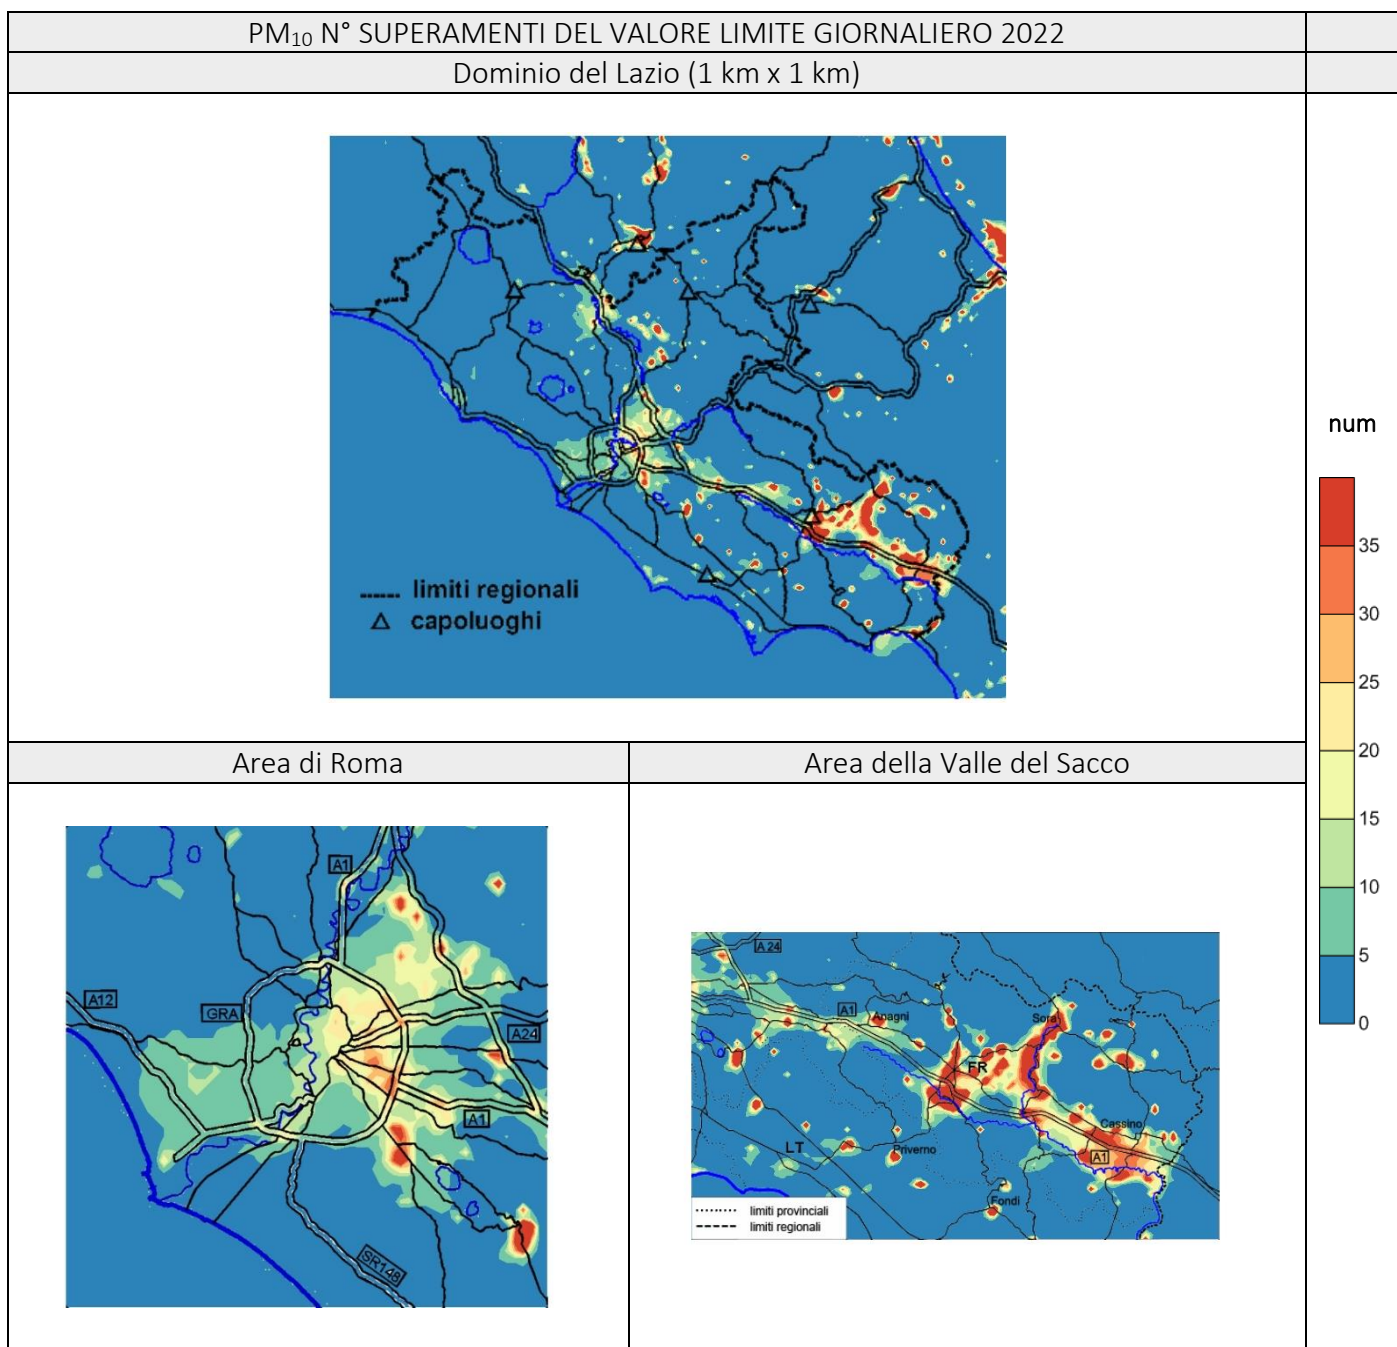 PM₁₀ N° SUPERAMENTI DEL VALORE LIMITE GIORNALIERO 2022
Dominio del Lazio (1 km x 1 km)
limiti regionali
capoluoghi
num
35
30
25
20
15
10
5
0
Area di Roma
Area della Valle del Sacco
A1
A12
GRA
A24
A1
SR148
A 24
A1
Anagni
Sora
FR
Cassino
A1
LT
Priverno
Fondi
limiti provinciali
limiti regionali